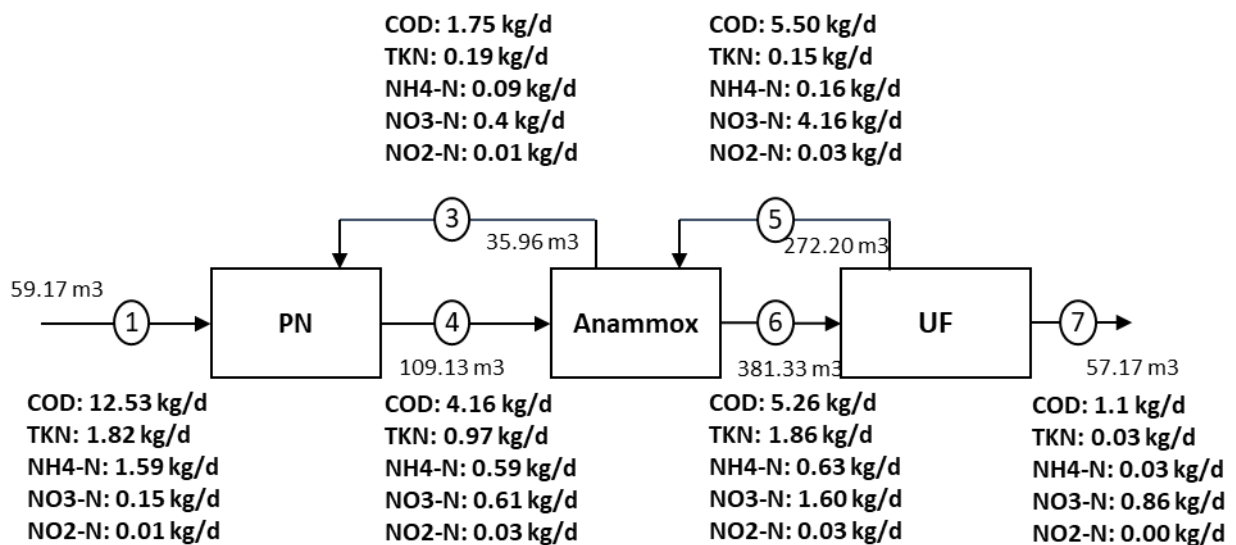 COD: 1.75 kg/d
TKN: 0.19 kg/d
NH4-N: 0.09 kg/d
NO3-N: 0.4 kg/d
NO2-N: 0.01 kg/d
COD: 5.50 kg/d
TKN: 0.15 kg/d
NH4-N: 0.16 kg/d
NO3-N: 4.16 kg/d
NO2-N: 0.03 kg/d
3
35.96 m3
5
272.20 m3
59.17 m3
1
PN
4
109.13 m3
Anammox
6
381.33 m3
UF
7
57.17 m3
COD: 12.53 kg/d
TKN: 1.82 kg/d
NH4-N: 1.59 kg/d
NO3-N: 0.15 kg/d
NO2-N: 0.01 kg/d
COD: 4.16 kg/d
TKN: 0.97 kg/d
NH4-N: 0.59 kg/d
NO3-N: 0.61 kg/d
NO2-N: 0.03 kg/d
COD: 5.26 kg/d
TKN: 1.86 kg/d
NH4-N: 0.63 kg/d
NO3-N: 1.60 kg/d
NO2-N: 0.03 kg/d
COD: 1.1 kg/d
TKN: 0.03 kg/d
NH4-N: 0.03 kg/d
NO3-N: 0.86 kg/d
NO2-N: 0.00 kg/d